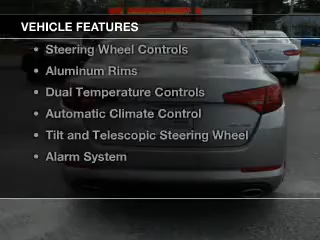 VEHICLE FEATURES
• Steering Wheel Controls
• Aluminum Rims
• Dual Temperature Controls
• Automatic Climate Control
• Tilt and Telescopic Steering Wheel
• Alarm System